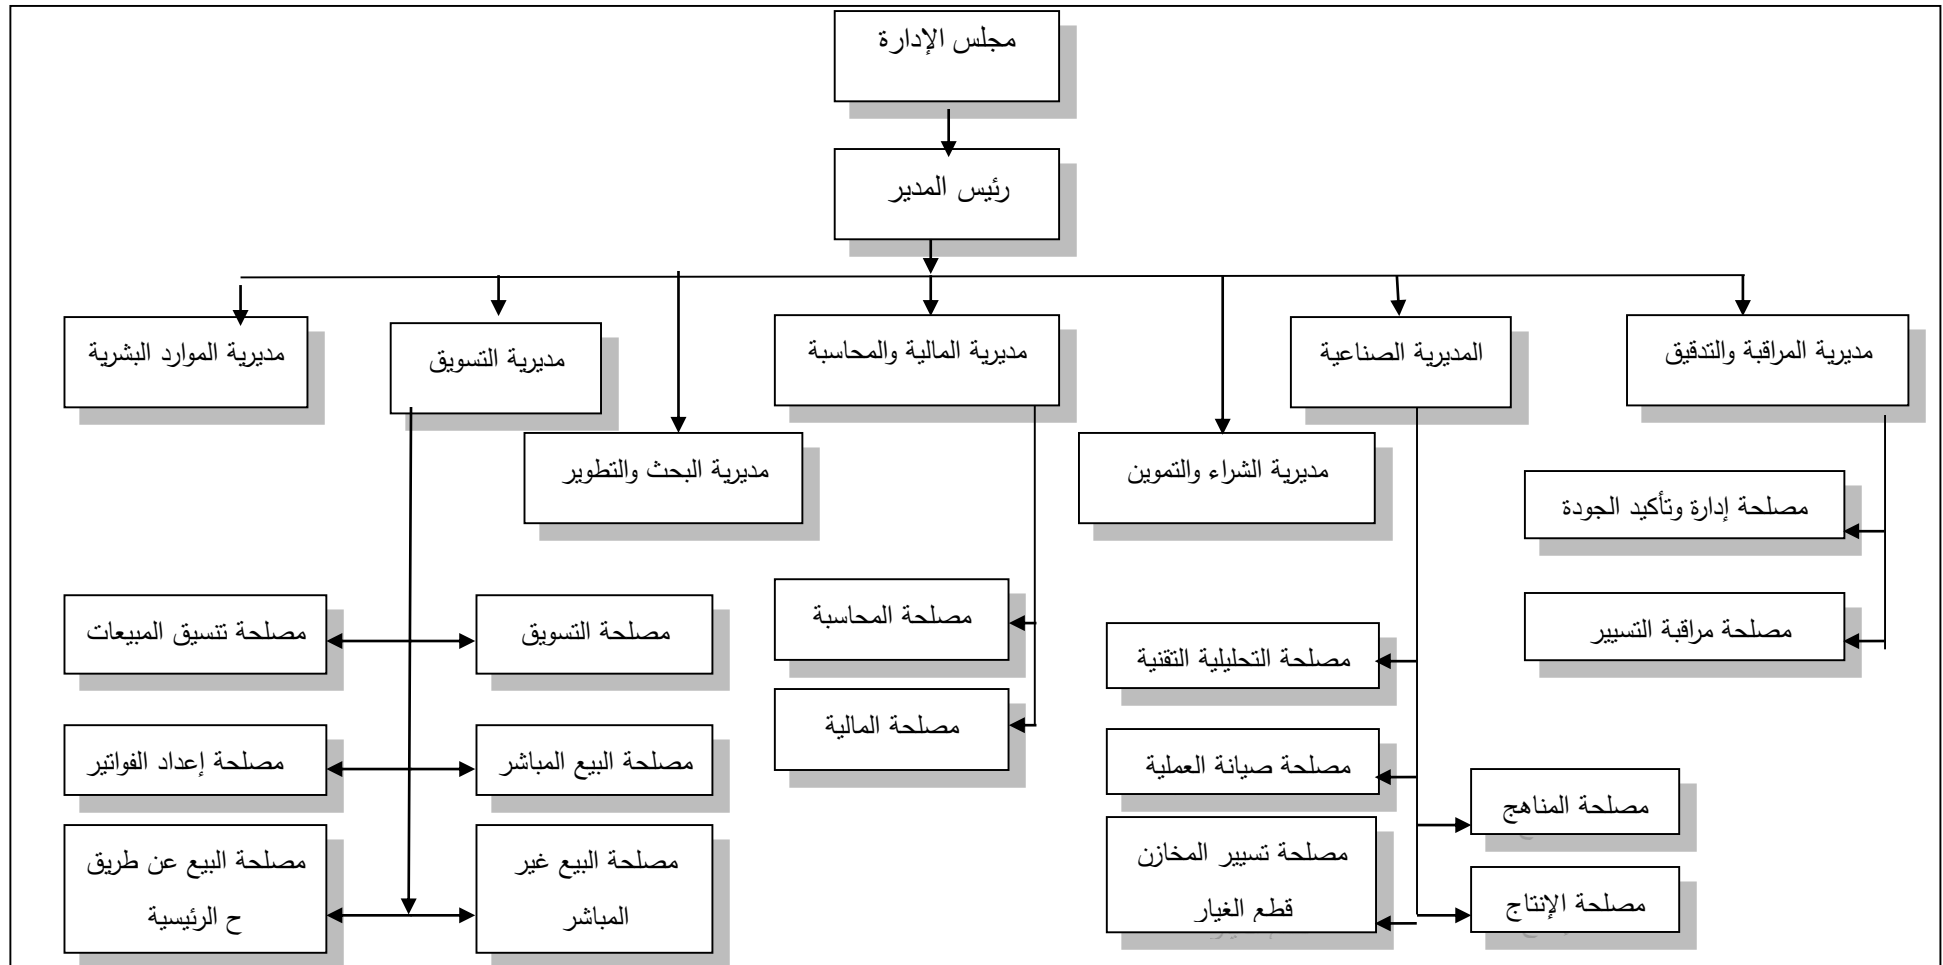 مجلس الإدارة
رئيس المدير
مديرية المراقبة والتدقيق
المديرية الصناعية
مديرية المالية والمحاسبة
مديرية التسويق
مديرية الموارد البشرية
مديرية الشراء والتموين
مديرية البحث والتطوير
مصلحة إدارة وتأكيد الجودة
مصلحة مراقبة التسيير
مصلحة التحليلية التقنية
مصلحة صيانة العملية
مصلحة تسيير المخازن
قطع الغيار
مصلحة المناهج
مصلحة الإنتاج
مصلحة المحاسبة
مصلحة المالية
مصلحة التسويق
مصلحة تنسيق المبيعات
مصلحة البيع المباشر
مصلحة إعداد الفواتير
مصلحة البيع غير
المباشر
مصلحة البيع عن طريق
ح الرئيسية